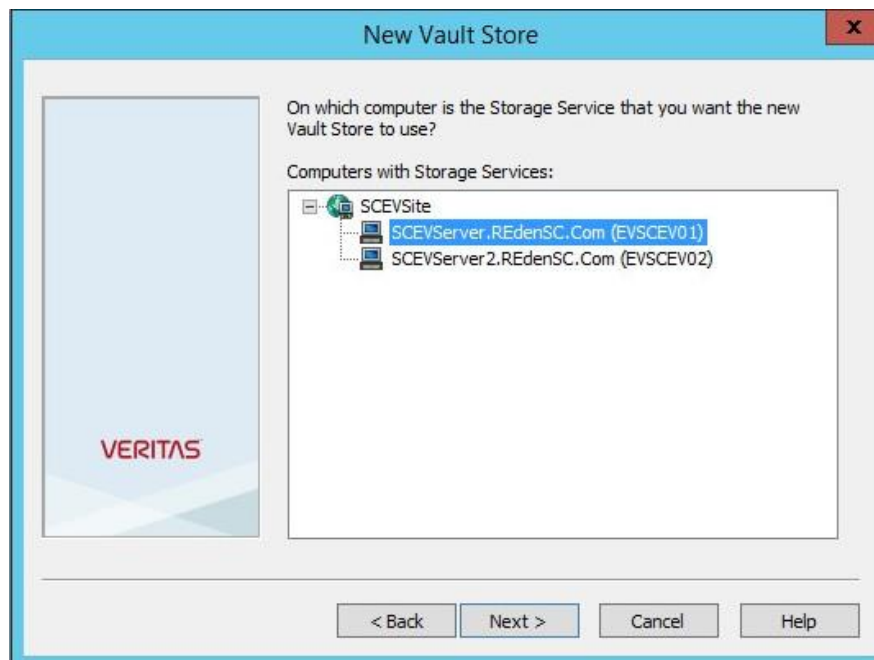 New Vault Store
x
On which computer is the Storage Service that you want the new
Vault Store to use?
Computers with Storage Services:
SCEVSite
SCEVServer.REdenSC.Com (EVSCEV01)
SCEVServer2.REdenSC.Com (EVSCEV02)
VERITAS
< Back
Next >
Cancel
Help